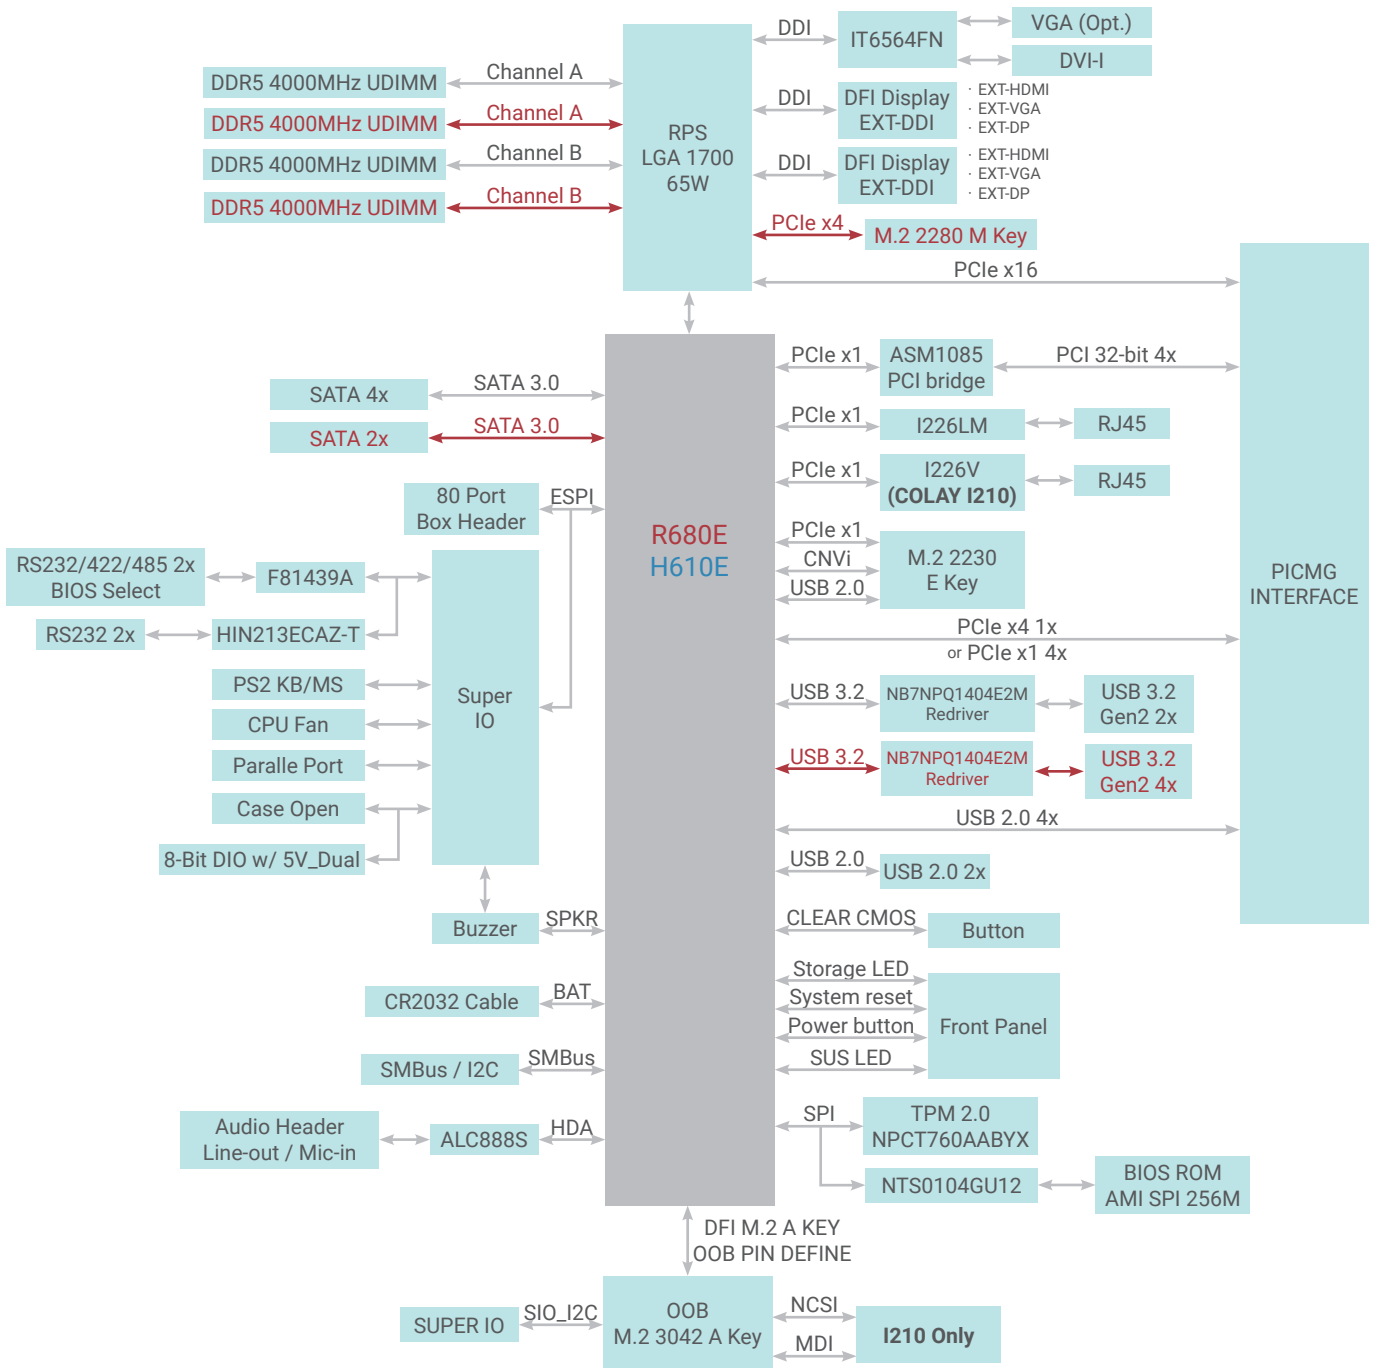 DDI
IT6564FN
VGA (Opt.)
DVI-I
DDR5 4000MHz UDIMM
Channel A
DDR5 4000MHz UDIMM
Channel A
DDR5 4000MHz UDIMM
Channel B
DDR5 4000MHz UDIMM
Channel B
RPS
LGA 1700
65W
DDI
DFI Display
EXT-DDI
· EXT-HDMI
· EXT-VGA
· EXT-DP
DDI
DFI Display
EXT-DDI
· EXT-HDMI
· EXT-VGA
· EXT-DP
PCIe x4
M.2 2280 M Key
PCIe x16
PICMG
INTERFACE
R680E
H610E
SATA 4x
SATA 3.0
SATA 2x
SATA 3.0
80 Port
Box Header
ESPI
RS232/422/485 2x
BIOS Select
F81439A
RS232 2x
HIN213ECAZ-T
PS2 KB/MS
CPU Fan
Paralle Port
Case Open
8-Bit DIO w/ 5V_Dual
Super
IO
Buzzer
SPKR
CR2032 Cable
BAT
SMBus / I2C
SMBus
Audio Header
Line-out / Mic-in
ALC888S
HDA
PCIe x1
ASM1085
PCI bridge
PCI 32-bit 4x
PCIe x1
I226LM
RJ45
PCIe x1
I226V
(COLAY I210)
RJ45
PCIe x1
CNVi
USB 2.0
M.2 2230
E Key
PCIe x4 1x
or PCIe x1 4x
USB 3.2
NB7NPQ1404E2M
Redriver
USB 3.2
Gen2 2x
USB 3.2
NB7NPQ1404E2M
Redriver
USB 3.2
Gen2 4x
USB 2.0 4x
USB 2.0
USB 2.0 2x
CLEAR CMOS
Button
Storage LED
System reset
Power button
SUS LED
Front Panel
SPI
TPM 2.0
NPCT760AABYX
NTS0104GU12
BIOS ROM
AMI SPI 256M
DFI M.2 A KEY
OOB PIN DEFINE
SUPER IO
SIO_I2C
OOB
M.2 3042 A Key
NCSI
MDI
I210 Only